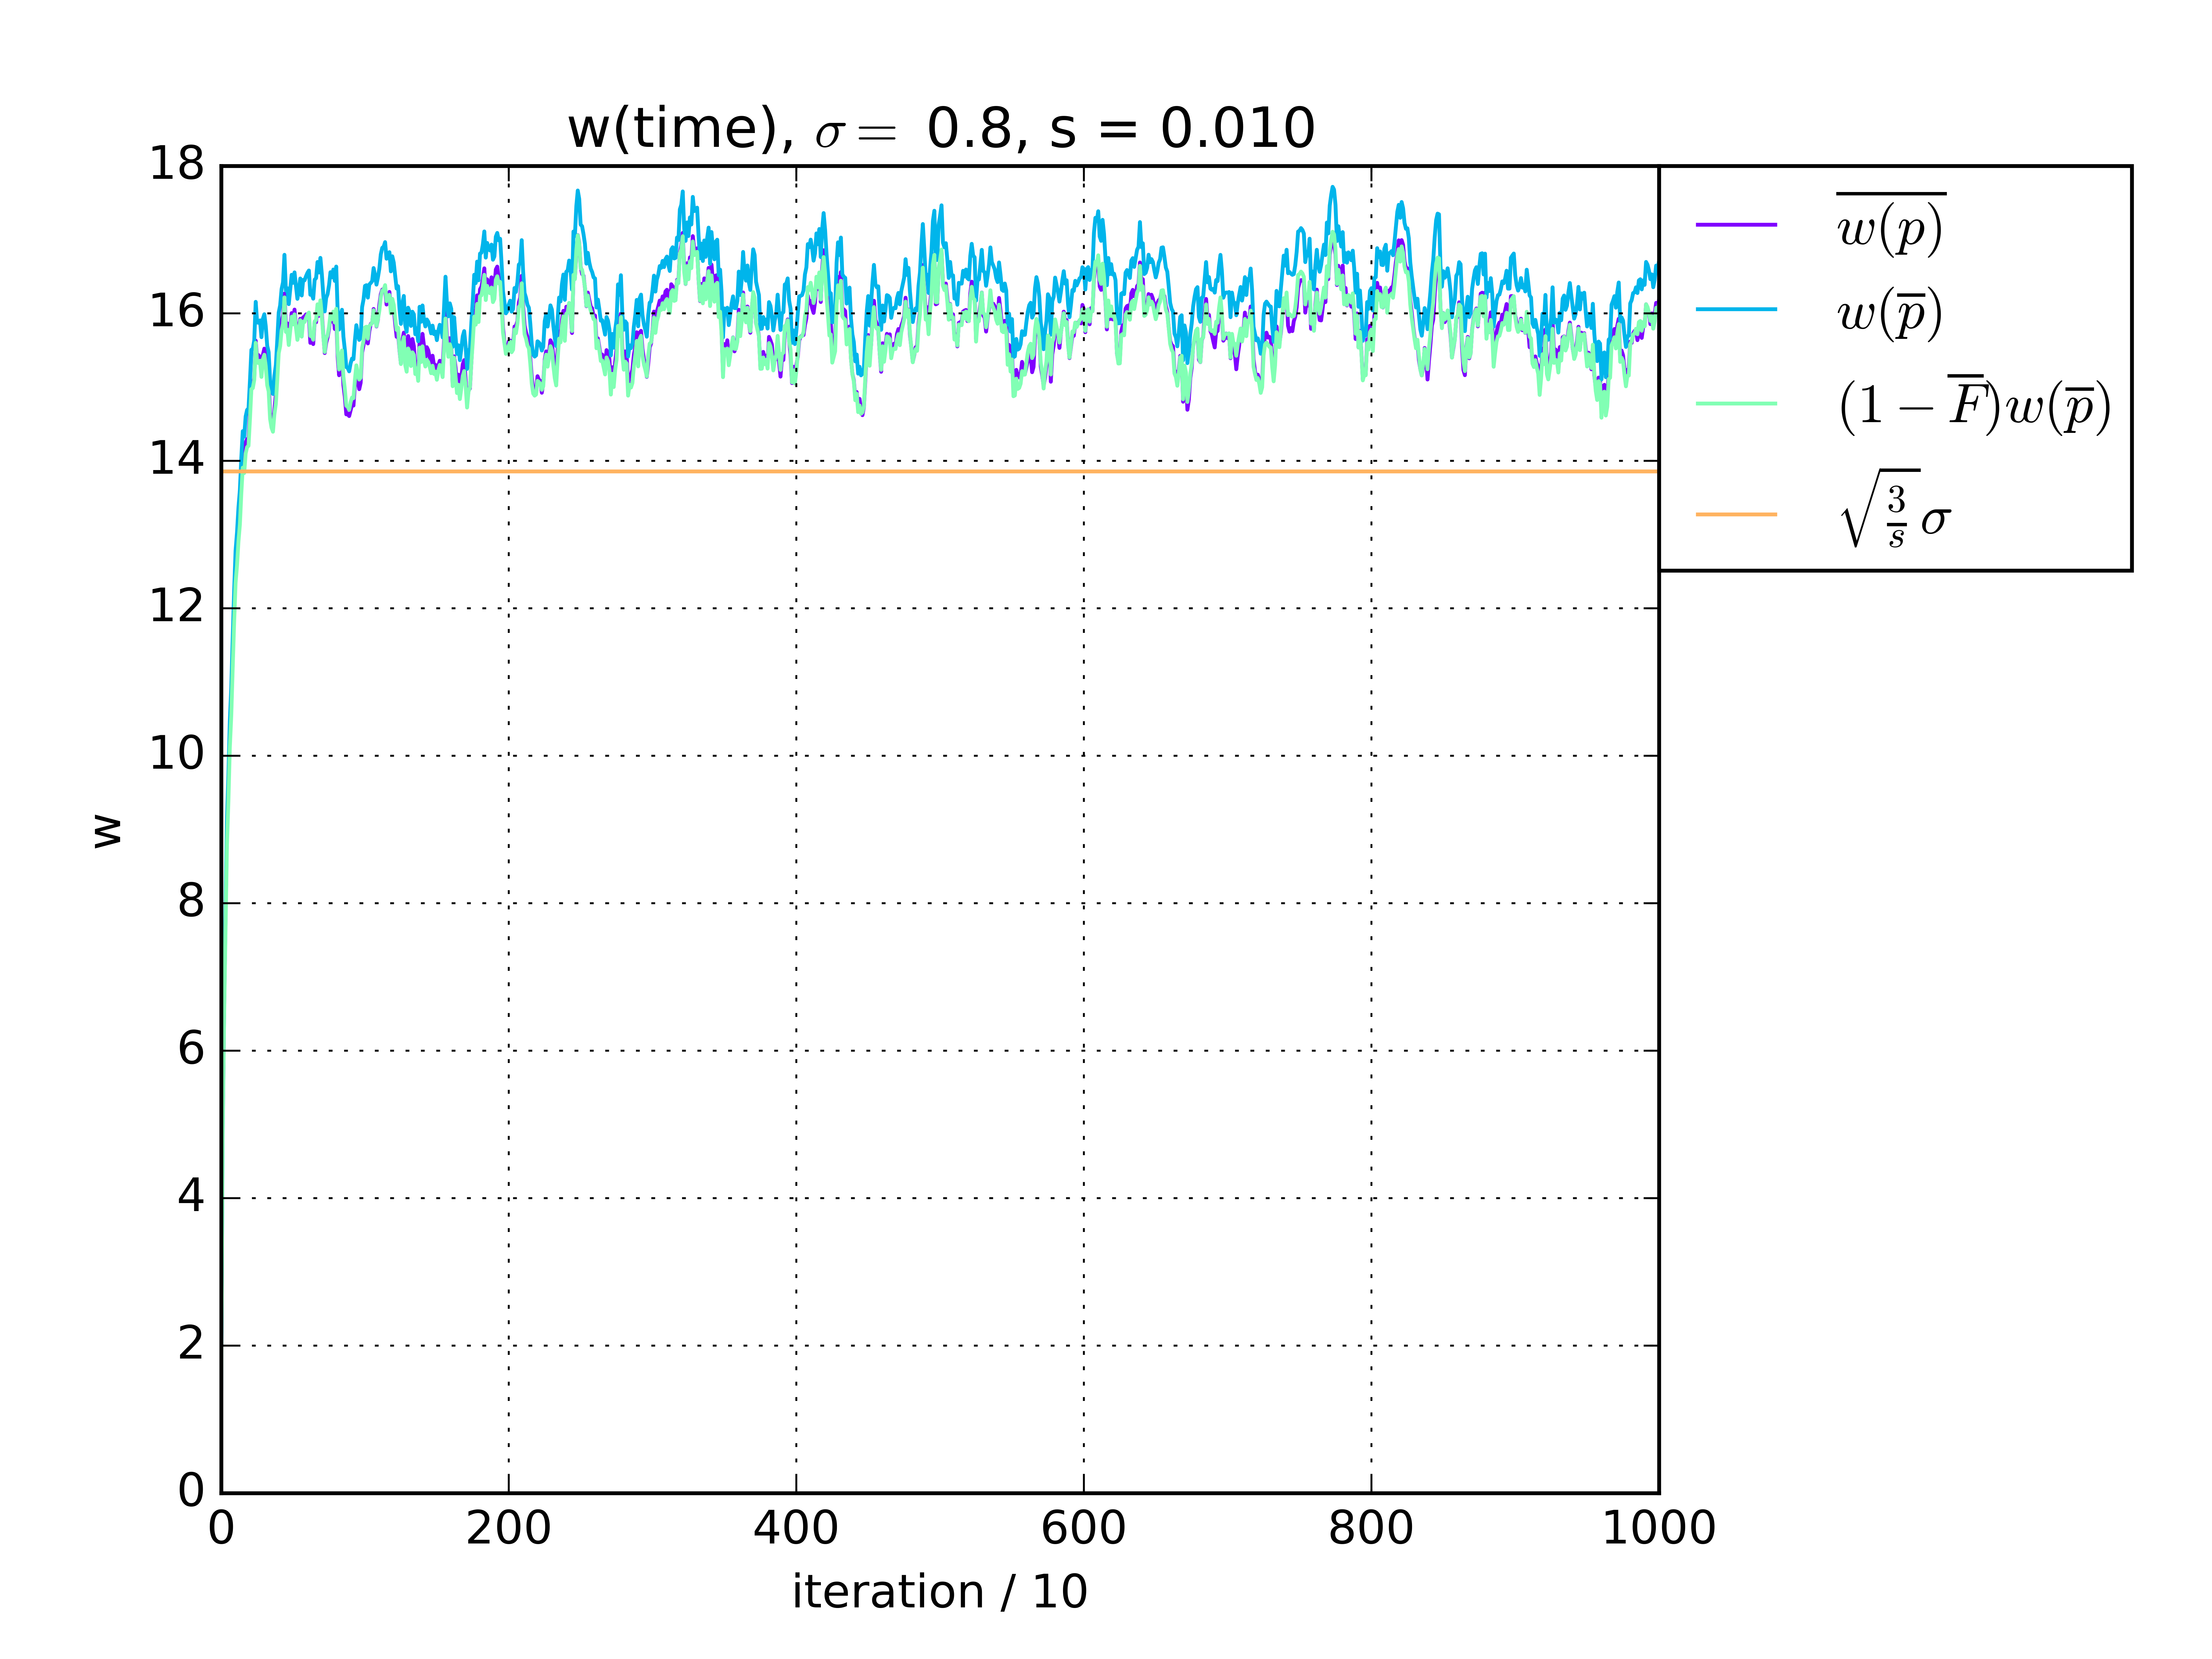 w(time), σ = 0.8, s = 0.010
18
16
14
12
10
8
6
4
2
0
w
0 200 400 600 800 1000
iteration / 10
$\overline{w(p)}$
$w(\overline{p})$
$(1-\overline{F})w(\overline{p})$
$\sqrt{\frac{3}{s}}\sigma$